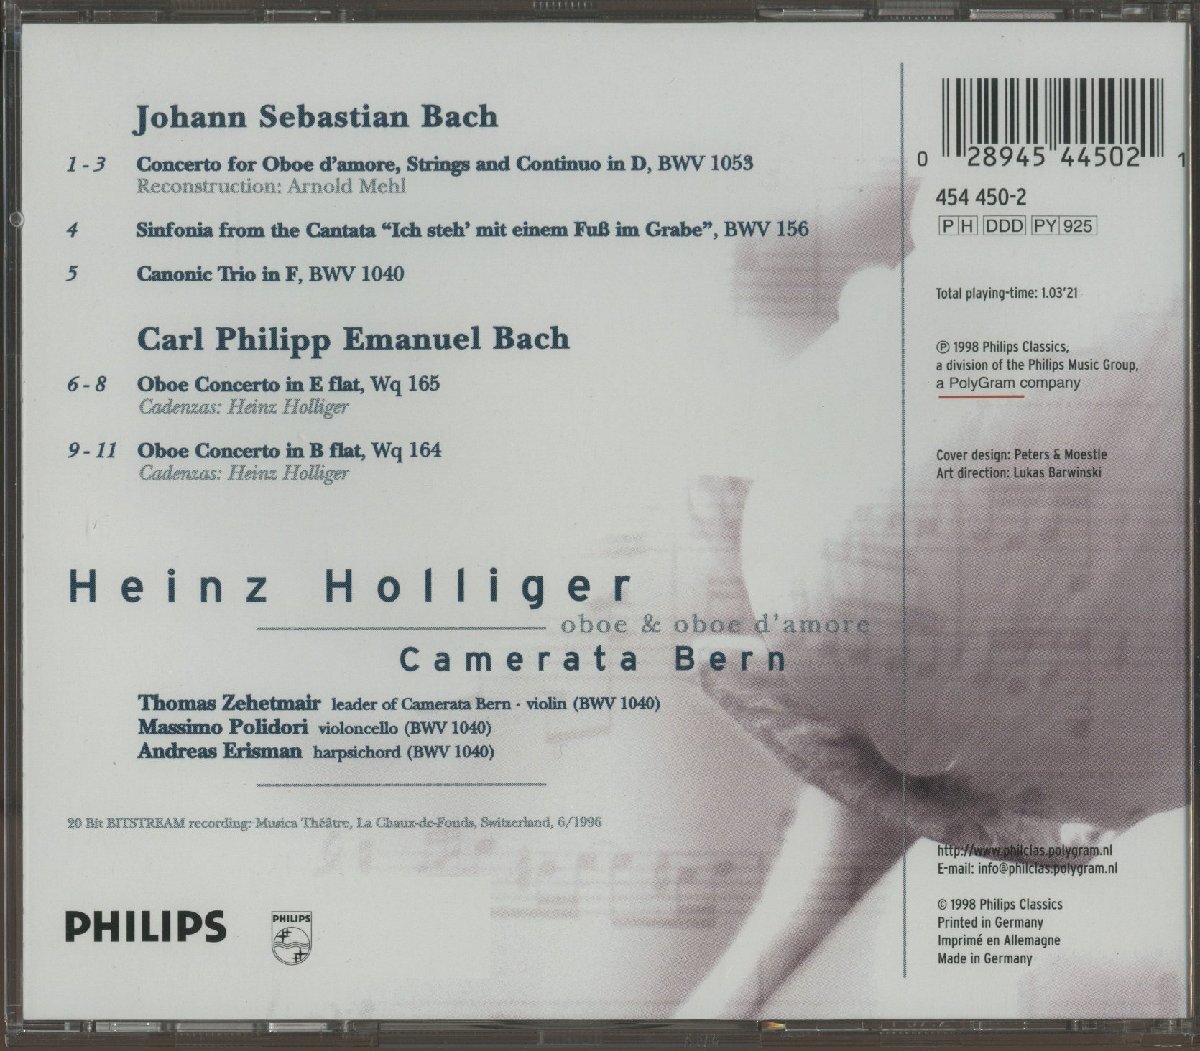 Johann Sebastian Bach
1 - 3 Concerto for Oboe d'amore, Strings and Continuo in D, BWV 1053
Reconstruction: Arnold Mehl
4 Sinfonia from the Cantata “Ich steh’ mit einem Fuß im Grabe”, BWV 156
5 Canonic Trio in F, BWV 1040
Carl Philipp Emanuel Bach
6 - 8 Oboe Concerto in E flat, Wq 165
Cadenzas: Heinz Holliger
9 - 11 Oboe Concerto in B flat, Wq 164
Cadenzas: Heinz Holliger
Heinz Holliger
oboe & oboe d'amore
Camerata Bern
Thomas Zehetmair leader of Camerata Bern · violin (BWV 1040)
Massimo Polidori violoncello (BWV 1040)
Andreas Erisman harpsichord (BWV 1040)
20 Bit BITSTREAM recording: Musica Théâtre, La Chaux-de-Fonds, Switzerland, 6/1996
PHILIPS
PHILIPS
0 28945 44502 1
454 450-2
PH DDD PY 925
Total playing-time: 1.03'21
℗ 1998 Philips Classics,
a division of the Philips Music Group,
a PolyGram company
Cover design: Peters & Moestle
Art direction: Lukas Barwinski
http://www.philclas.polygram.nl
E-mail: info@philclas.polygram.nl
© 1998 Philips Classics
Printed in Germany
Imprimé en Allemagne
Made in Germany